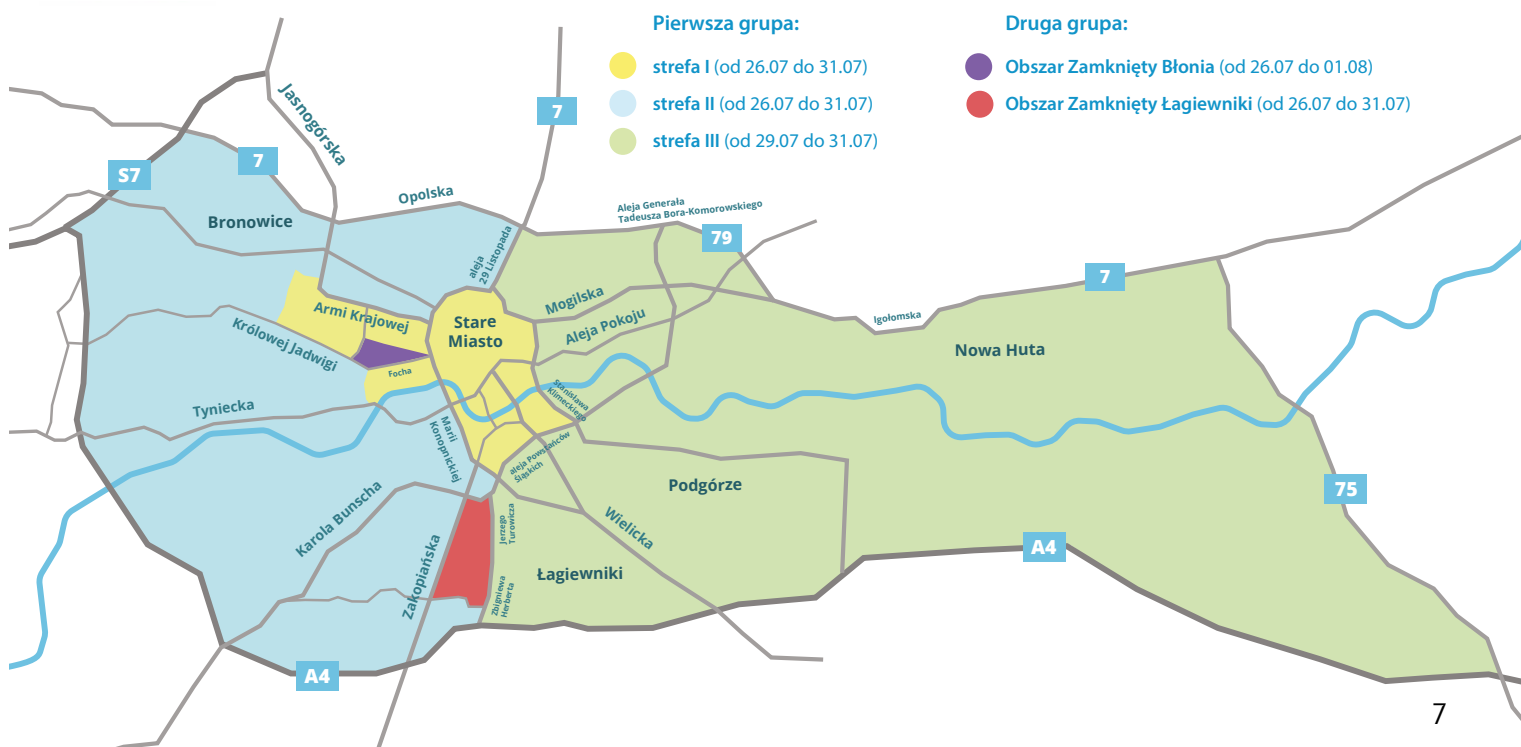 Pierwsza grupa:
strefa I (od 26.07 do 31.07)
strefa II (od 26.07 do 31.07)
strefa III (od 29.07 do 31.07)
Druga grupa:
Obszar Zamknięty Błonia (od 26.07 do 01.08)
Obszar Zamknięty Łagiewniki (od 26.07 do 31.07)
Jasnogórska
7
S7
7
Opolska
Bronowice
aleja
29 Listopada
Aleja Generała
Tadeusza Bora-Komorowskiego
79
7
Armi Krajowej
Stare
Miasto
Mogilska
Aleja Pokoju
Igołomska
Nowa Huta
Królowej Jadwigi
Focha
Stanisława
Klimeckiego
Tyniecka
Marii
Konopnickiej
aleja Powstańców
Śląskich
Podgórze
75
Karola Bunscha
Jerzego
Turowicza
Wielicka
A4
Zakopiańska
Zbigniewa
Herberta
Łagiewniki
A4
7